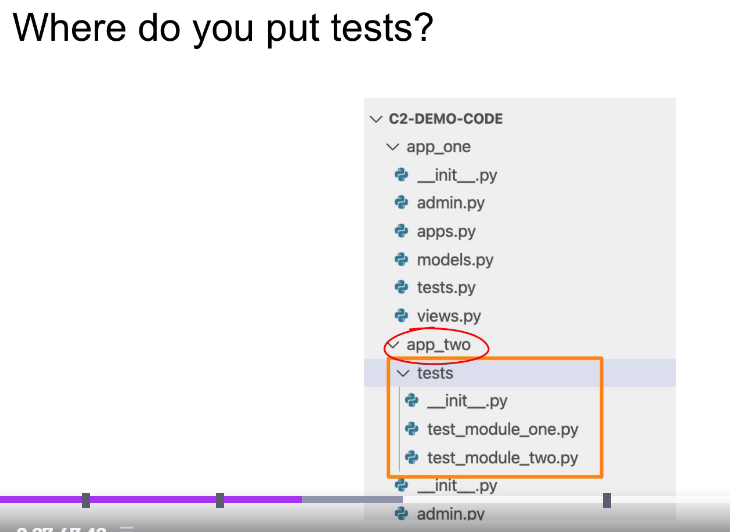 Where do you put tests?
C2-DEMO-CODE
app_one
__init__.py
admin.py
apps.py
models.py
tests.py
views.py
app_two
tests
__init__.py
test_module_one.py
test_module_two.py
__init__.py
admin.py